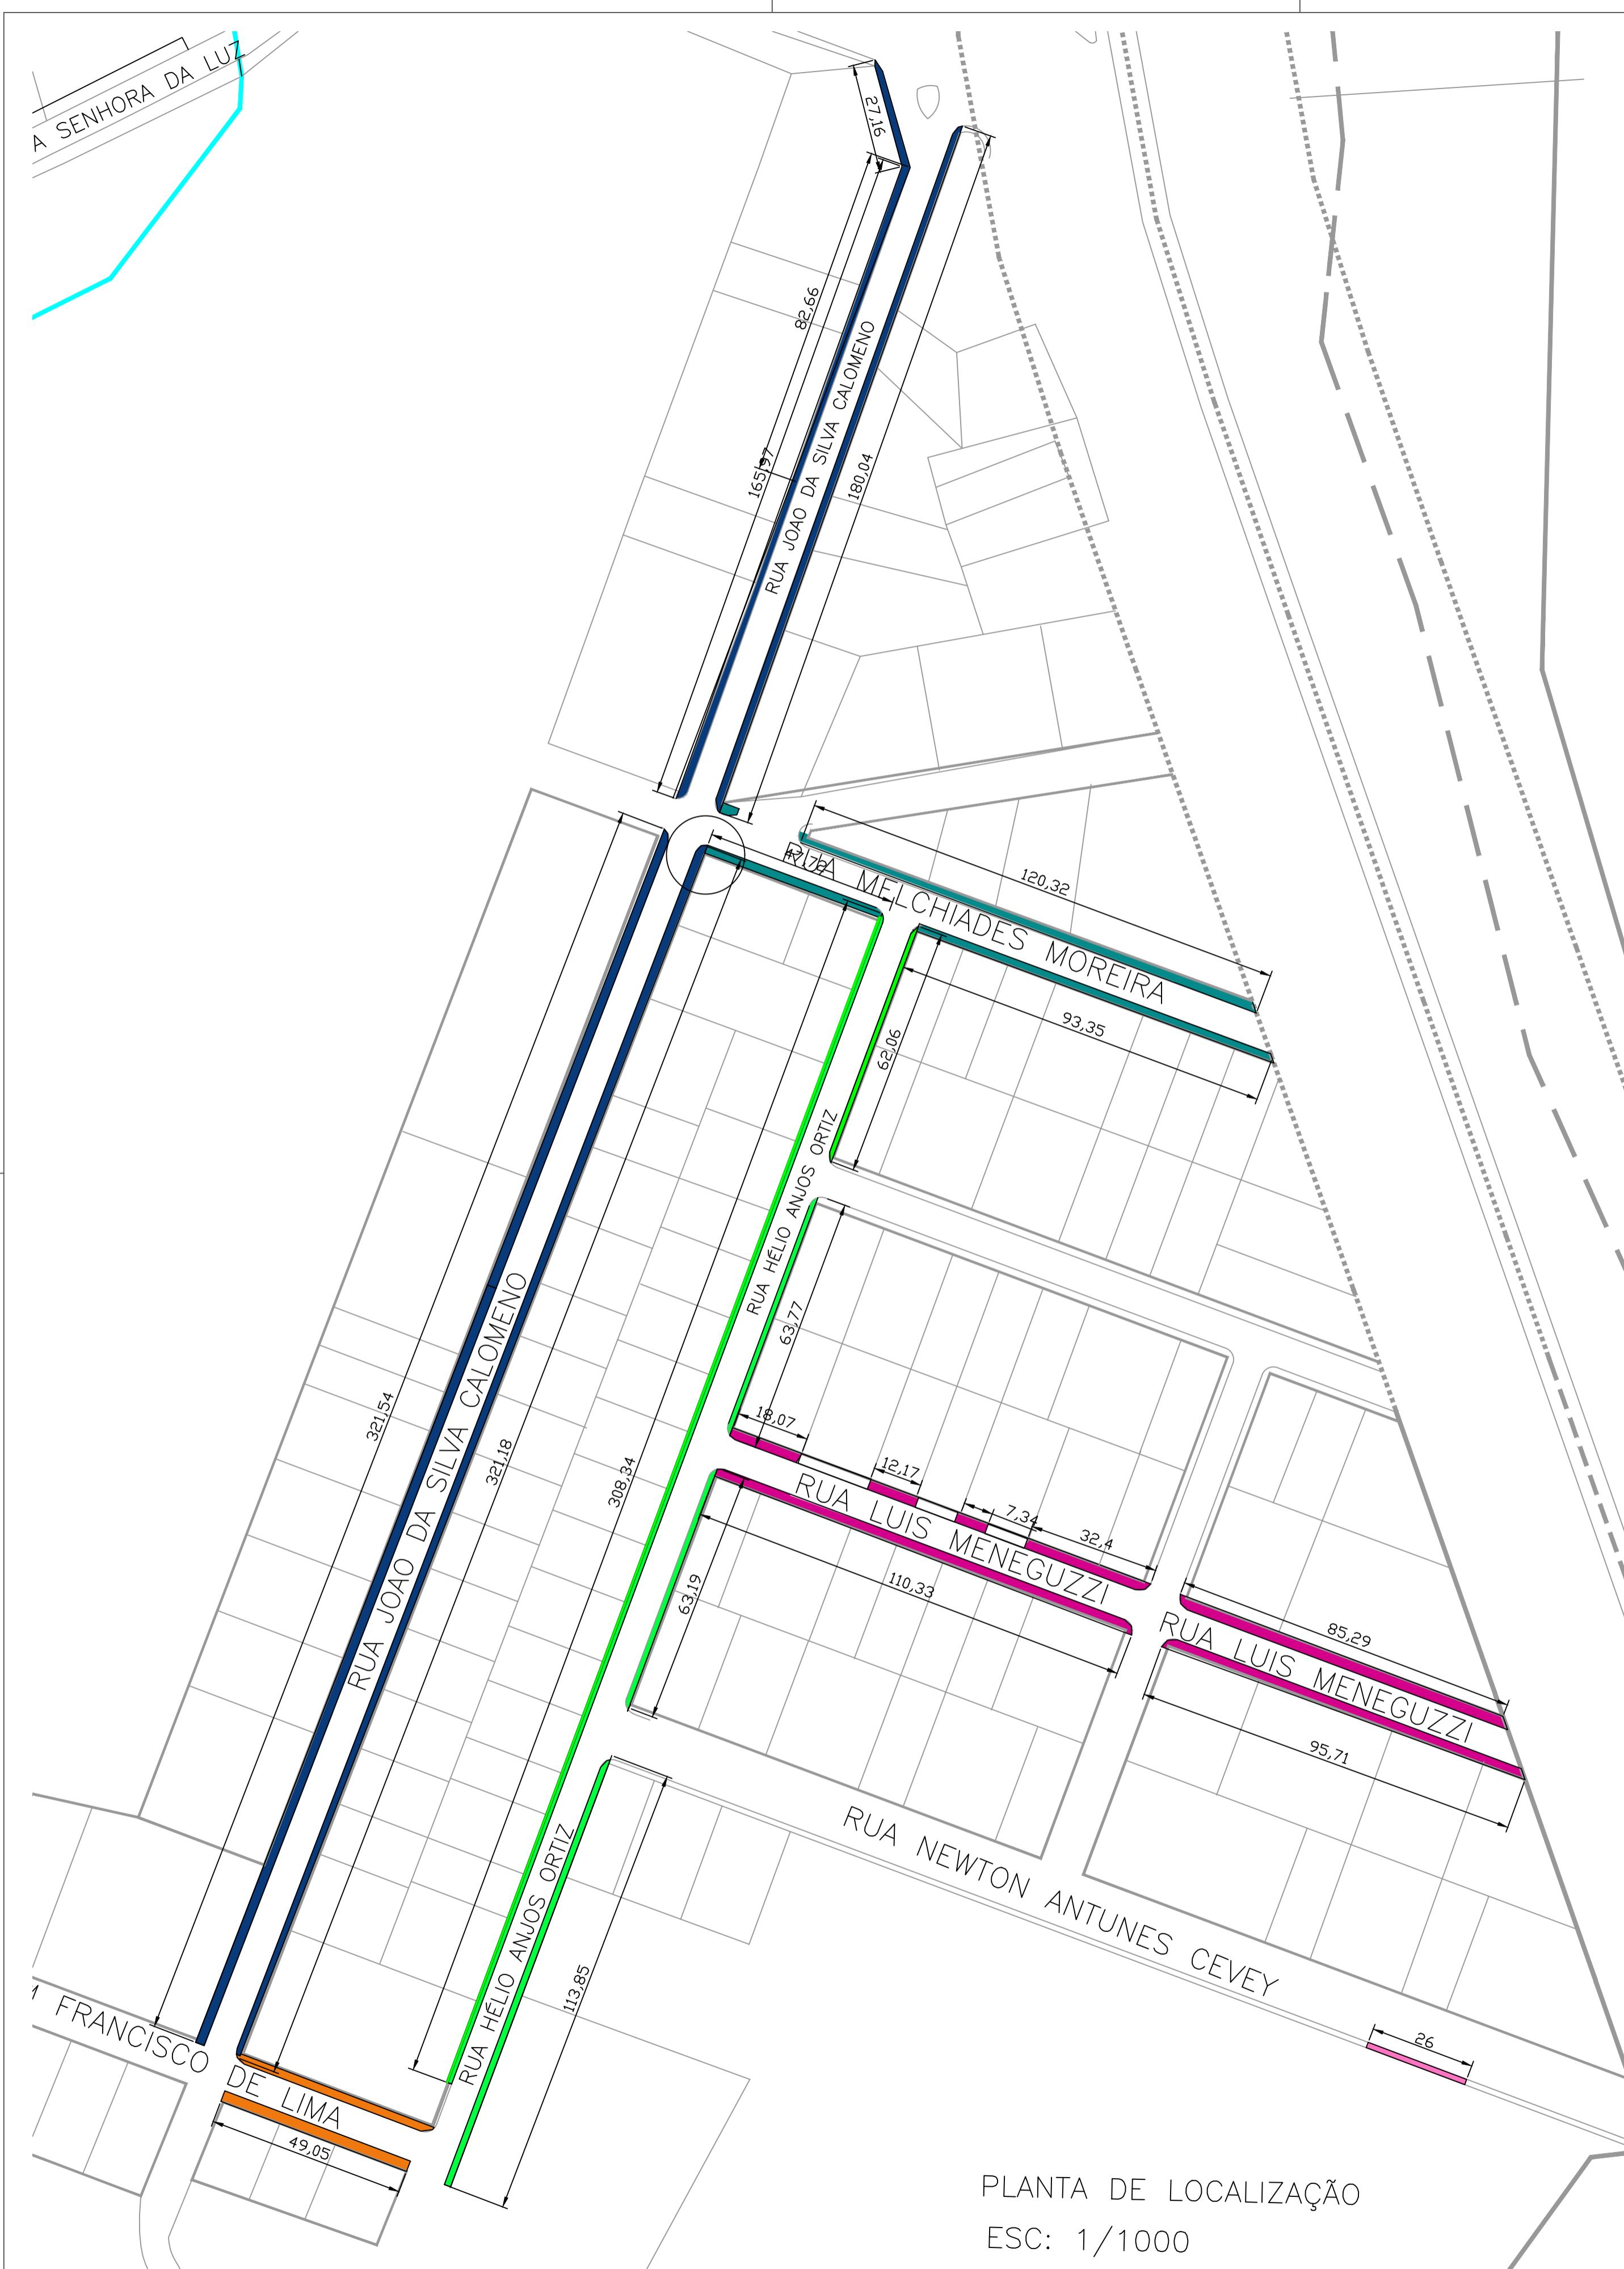 A SENHORA DA LUZ
27,16
82,66
165,97
RUA JOAO DA SILVA CALOMENO
180,04
47,72
RUA MELCHIADES MOREIRA
120,32
93,35
62,06
RUA HÉLIO ANJOS ORTIZ
63,77
321,54
RUA JOAO DA SILVA CALOMENO
321,18
308,34
18,07
12,17
7,34
32,4
RUA LUIS MENEGUZZI
110,33
63,19
85,29
RUA LUIS MENEGUZZI
95,71
RUA NEWTON ANTUNES CEVEY
RUA HÉLIO ANJOS ORTIZ
113,85
26
FRANCISCO
DE LIMA
49,05
PLANTA DE LOCALIZAÇÃO
ESC: 1/1000